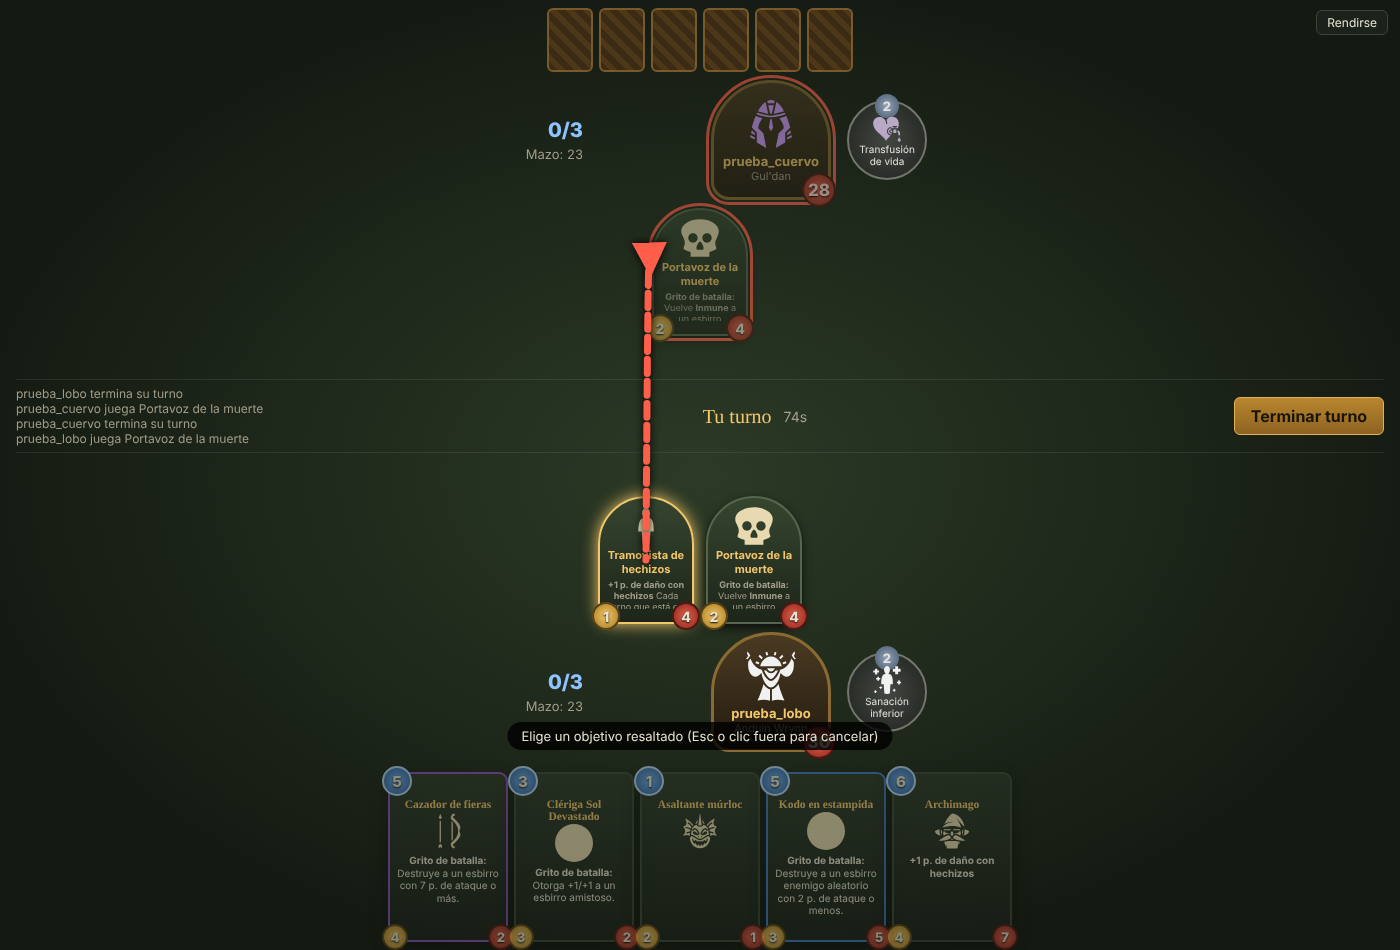 Rendirse
0/3
Mazo: 23
prueba_cuervo
Gul'dan
28
2
Transfusión
de vida
Portavoz de la
muerte
Grito de batalla:
Vuelve Inmune a
un esbirro
2
4
prueba_lobo termina su turno
prueba_cuervo juega Portavoz de la muerte
prueba_cuervo termina su turno
prueba_lobo juega Portavoz de la muerte
Tu turno 74s
Terminar turno
hechizos
+1 p. de daño con
hechizos Cada
1
4
Portavoz de la
muerte
Grito de batalla:
Vuelve Inmune a
un esbirro
2
4
0/3
Mazo: 23
prueba_lobo
2
Sanación
inferior
Elige un objetivo resaltado (Esc o clic fuera para cancelar)
5
Cazador de fieras
Grito de batalla:
Destruye a un esbirro
con 7 p. de ataque o
más.
4
2
3
Clériga Sol
Devastado
Grito de batalla:
Otorga +1/+1 a un
esbirro amistoso.
3
2
1
Asaltante múrloc
2
1
5
Kodo en estampida
Grito de batalla:
Destruye a un esbirro
enemigo aleatorio
con 2 p. de ataque o
menos.
3
5
6
Archimago
+1 p. de daño con
hechizos
4
7